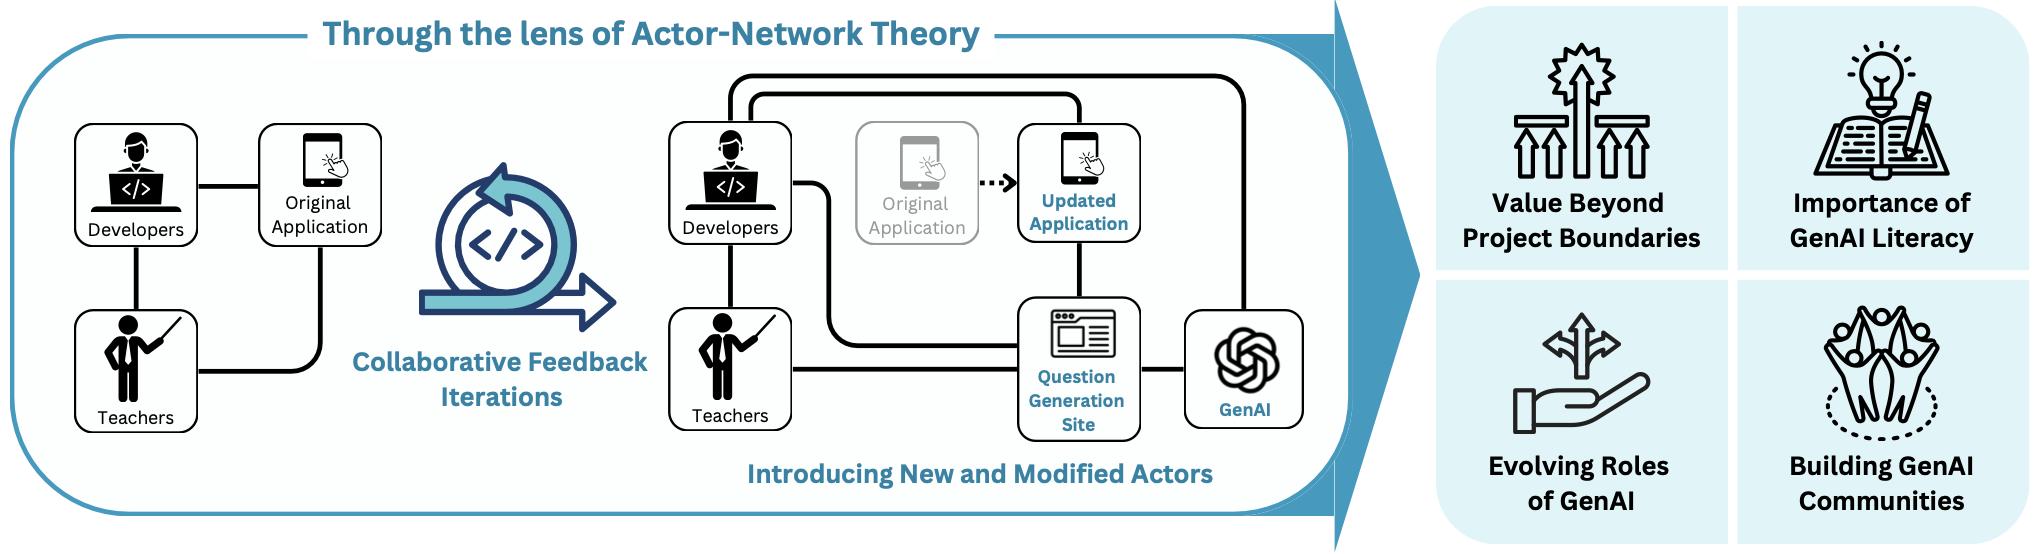 Through the lens of Actor-Network Theory
</>
Developers
Original
Application
Teachers
</>
Collaborative Feedback
Iterations
</>
Developers
Original
Application
Updated
Application
Teachers
Question
Generation
Site
GenAI
Introducing New and Modified Actors
Value Beyond
Project Boundaries
Importance of
GenAI Literacy
Evolving Roles
of GenAI
Building GenAI
Communities